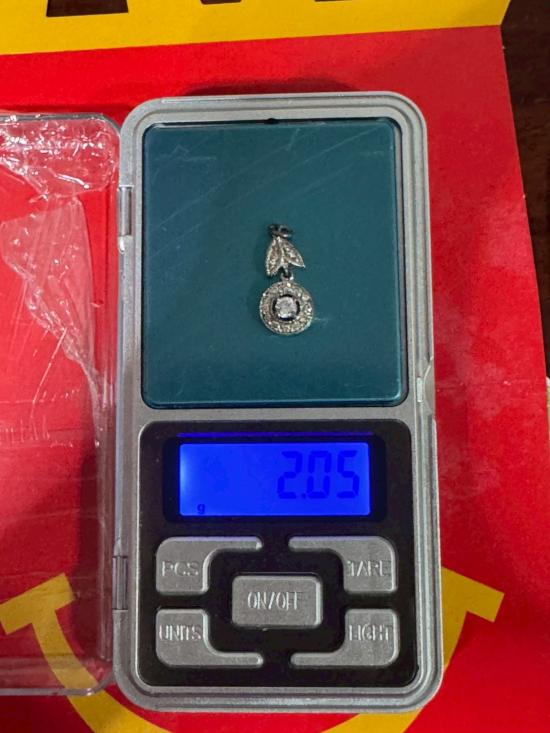 2.05
g
PCS
TARE
ON/OFF
UNITS
LIGHT